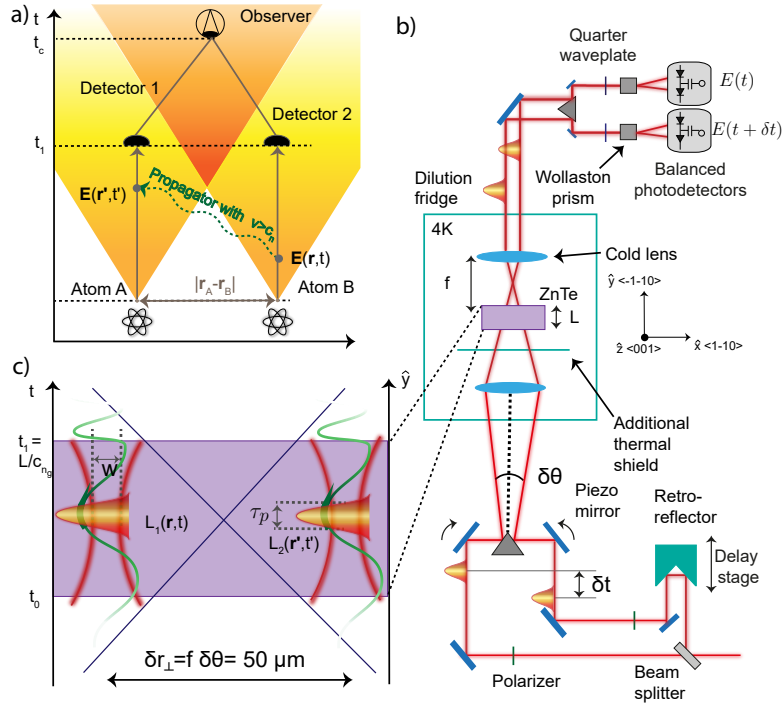 a)
t
Observer
t_c
Detector 1
Detector 2
t_1
E(r',t')
Propagator with v>c_n
E(r,t)
Atom A
|r_A-r_B|
Atom B
b)
Quarter
waveplate
E(t)
E(t + δt)
Wollaston
prism
Balanced
photodetectors
Dilution
fridge
4K
Cold lens
f
ZnTe
L
ŷ <-1-10>
ẑ <001>
x̂ <1-10>
Additional
thermal
shield
δθ
Piezo
mirror
Retro-
reflector
Delay
stage
δt
Polarizer
Beam
splitter
c)
t
ŷ
t_1 =
L/c_{n_g}
w
L_1(r,t)
τ_p
L_2(r',t')
t_0
δr_⊥=f δθ= 50 μm